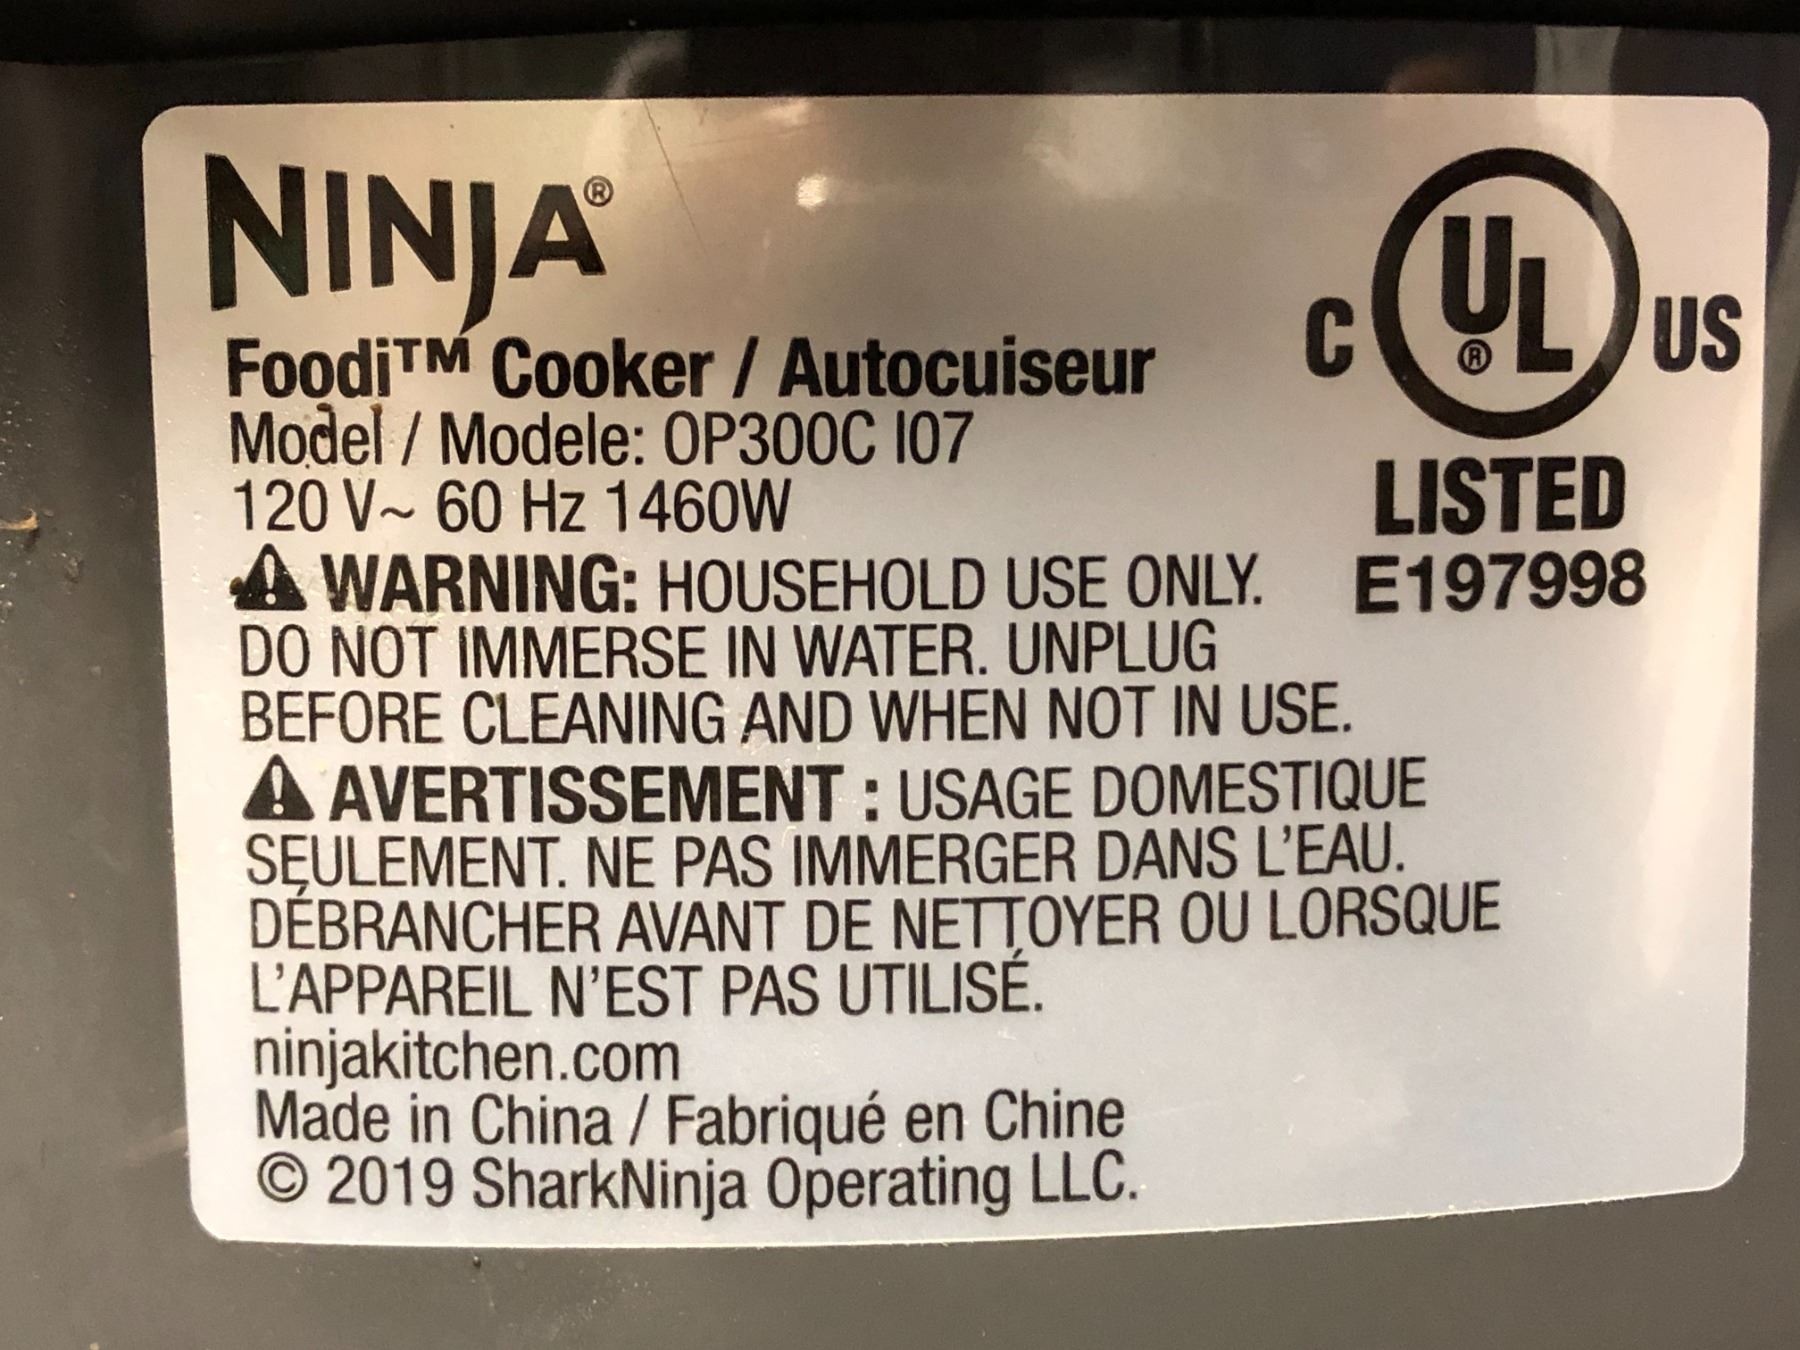 NINJA®
Foodi™ Cooker / Autocuiseur
Model / Modele: OP300C I07
120 V~ 60 Hz 1460W
⚠ WARNING: HOUSEHOLD USE ONLY.
DO NOT IMMERSE IN WATER. UNPLUG
BEFORE CLEANING AND WHEN NOT IN USE.
⚠ AVERTISSEMENT : USAGE DOMESTIQUE
SEULEMENT. NE PAS IMMERGER DANS L'EAU.
DÉBRANCHER AVANT DE NETTOYER OU LORSQUE
L'APPAREIL N'EST PAS UTILISÉ.
ninjakitchen.com
Made in China / Fabriqué en Chine
© 2019 SharkNinja Operating LLC.
C UL® US
LISTED
E197998